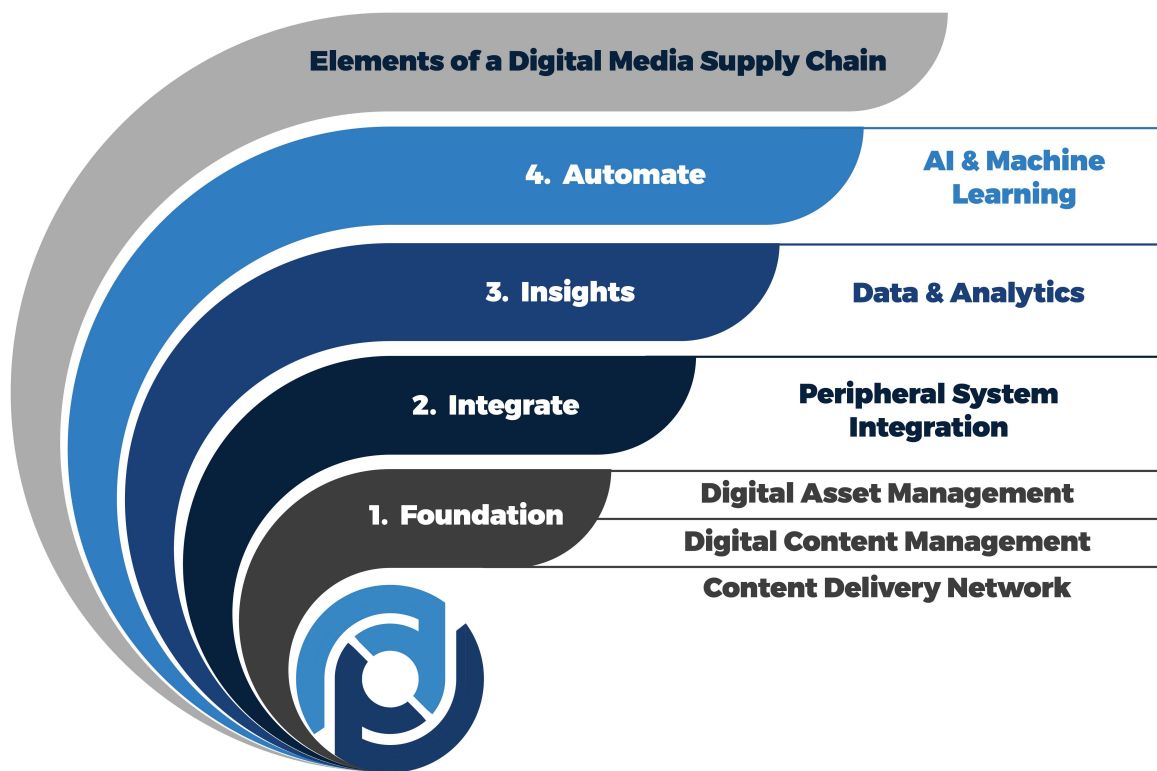 Elements of a Digital Media Supply Chain
4. Automate
AI & Machine
Learning
3. Insights
Data & Analytics
2. Integrate
Peripheral System
Integration
1. Foundation
Digital Asset Management
Digital Content Management
Content Delivery Network